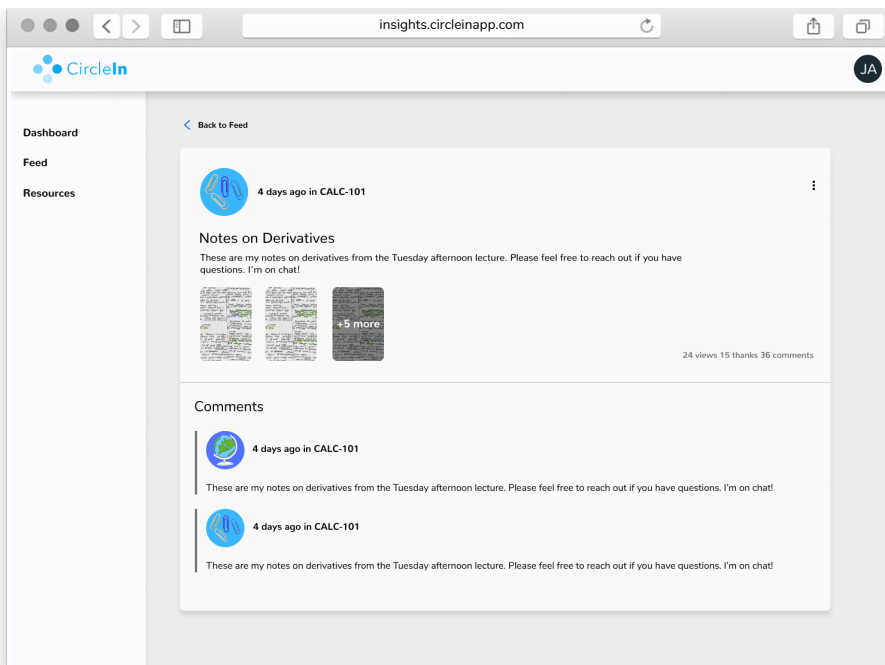 insights.circleinapp.com
CircleIn
JA
Dashboard
Feed
Resources
Back to Feed
4 days ago in CALC-101
Notes on Derivatives
These are my notes on derivatives from the Tuesday afternoon lecture. Please feel free to reach out if you have
questions. I'm on chat!
+5 more
24 views 15 thanks 36 comments
Comments
4 days ago in CALC-101
These are my notes on derivatives from the Tuesday afternoon lecture. Please feel free to reach out if you have questions. I'm on chat!
4 days ago in CALC-101
These are my notes on derivatives from the Tuesday afternoon lecture. Please feel free to reach out if you have questions. I'm on chat!